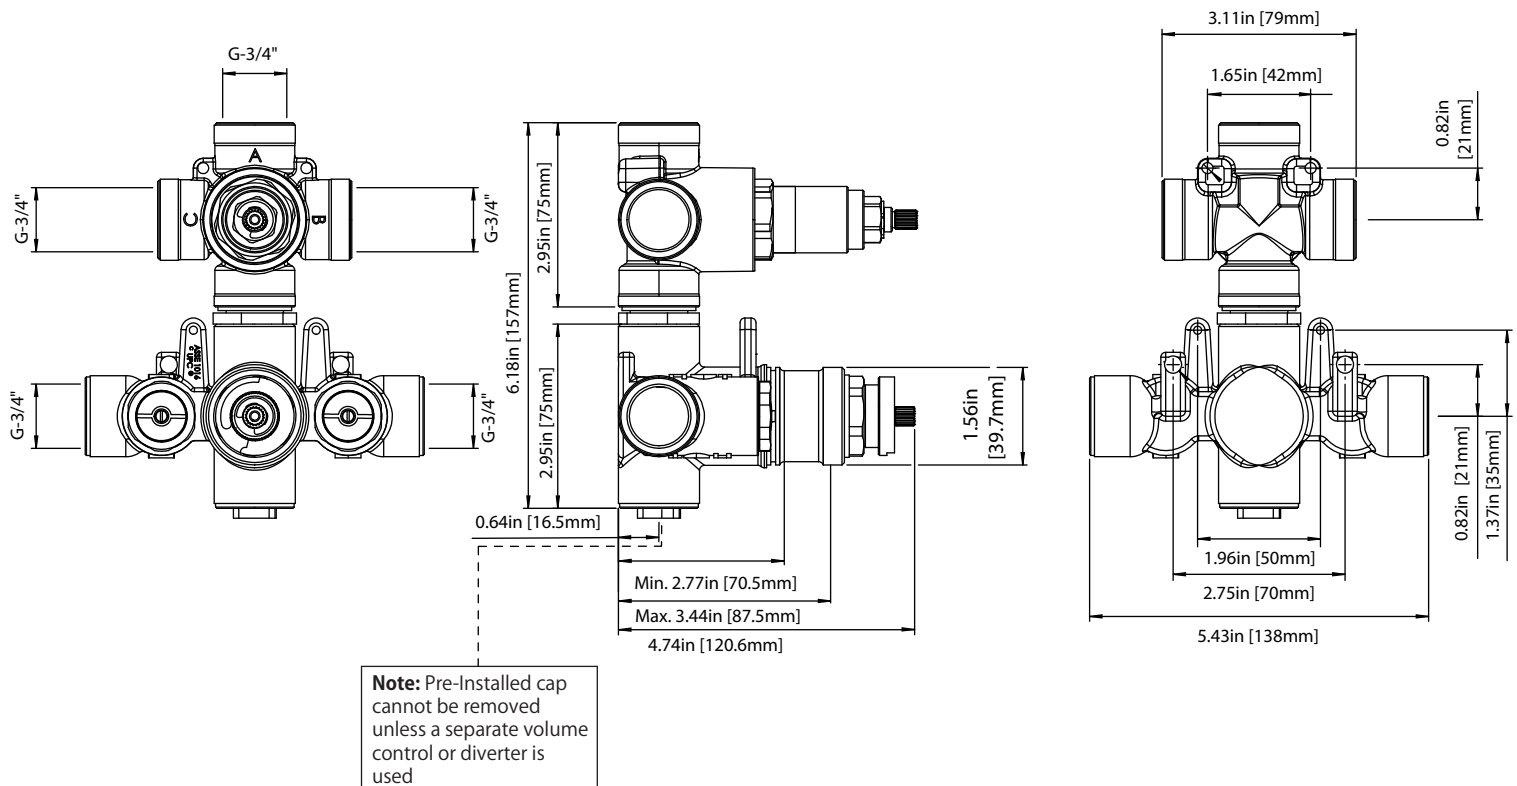 G-3/4"
A
C
B
G-3/4"
G-3/4"
ASSE 1016
c UPC ®
G-3/4"
G-3/4"
2.95in [75mm]
6.18in [157mm]
2.95in [75mm]
1.56in
[39.7mm]
0.64in [16.5mm]
Min. 2.77in [70.5mm]
Max. 3.44in [87.5mm]
4.74in [120.6mm]
Note: Pre-Installed cap
cannot be removed
unless a separate volume
control or diverter is
used
3.11in [79mm]
1.65in [42mm]
0.82in
[21mm]
0.82in [21mm]
1.37in [35mm]
1.96in [50mm]
2.75in [70mm]
5.43in [138mm]